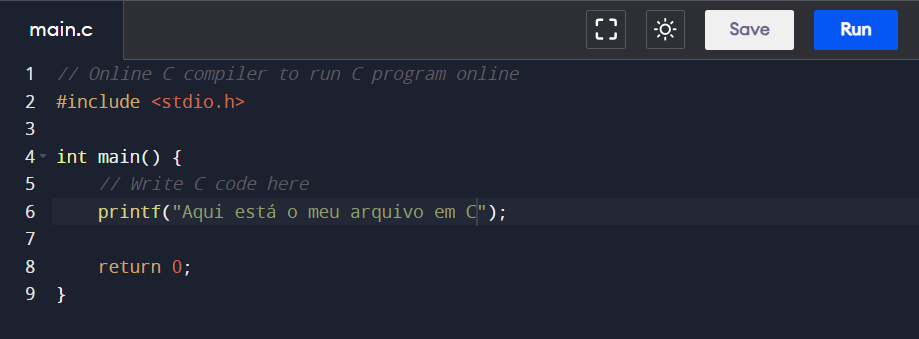 main.c
Save
Run
1 // Online C compiler to run C program online
2 #include <stdio.h>
3
4 int main() {
5     // Write C code here
6     printf("Aqui está o meu arquivo em C");
7
8     return 0;
9 }